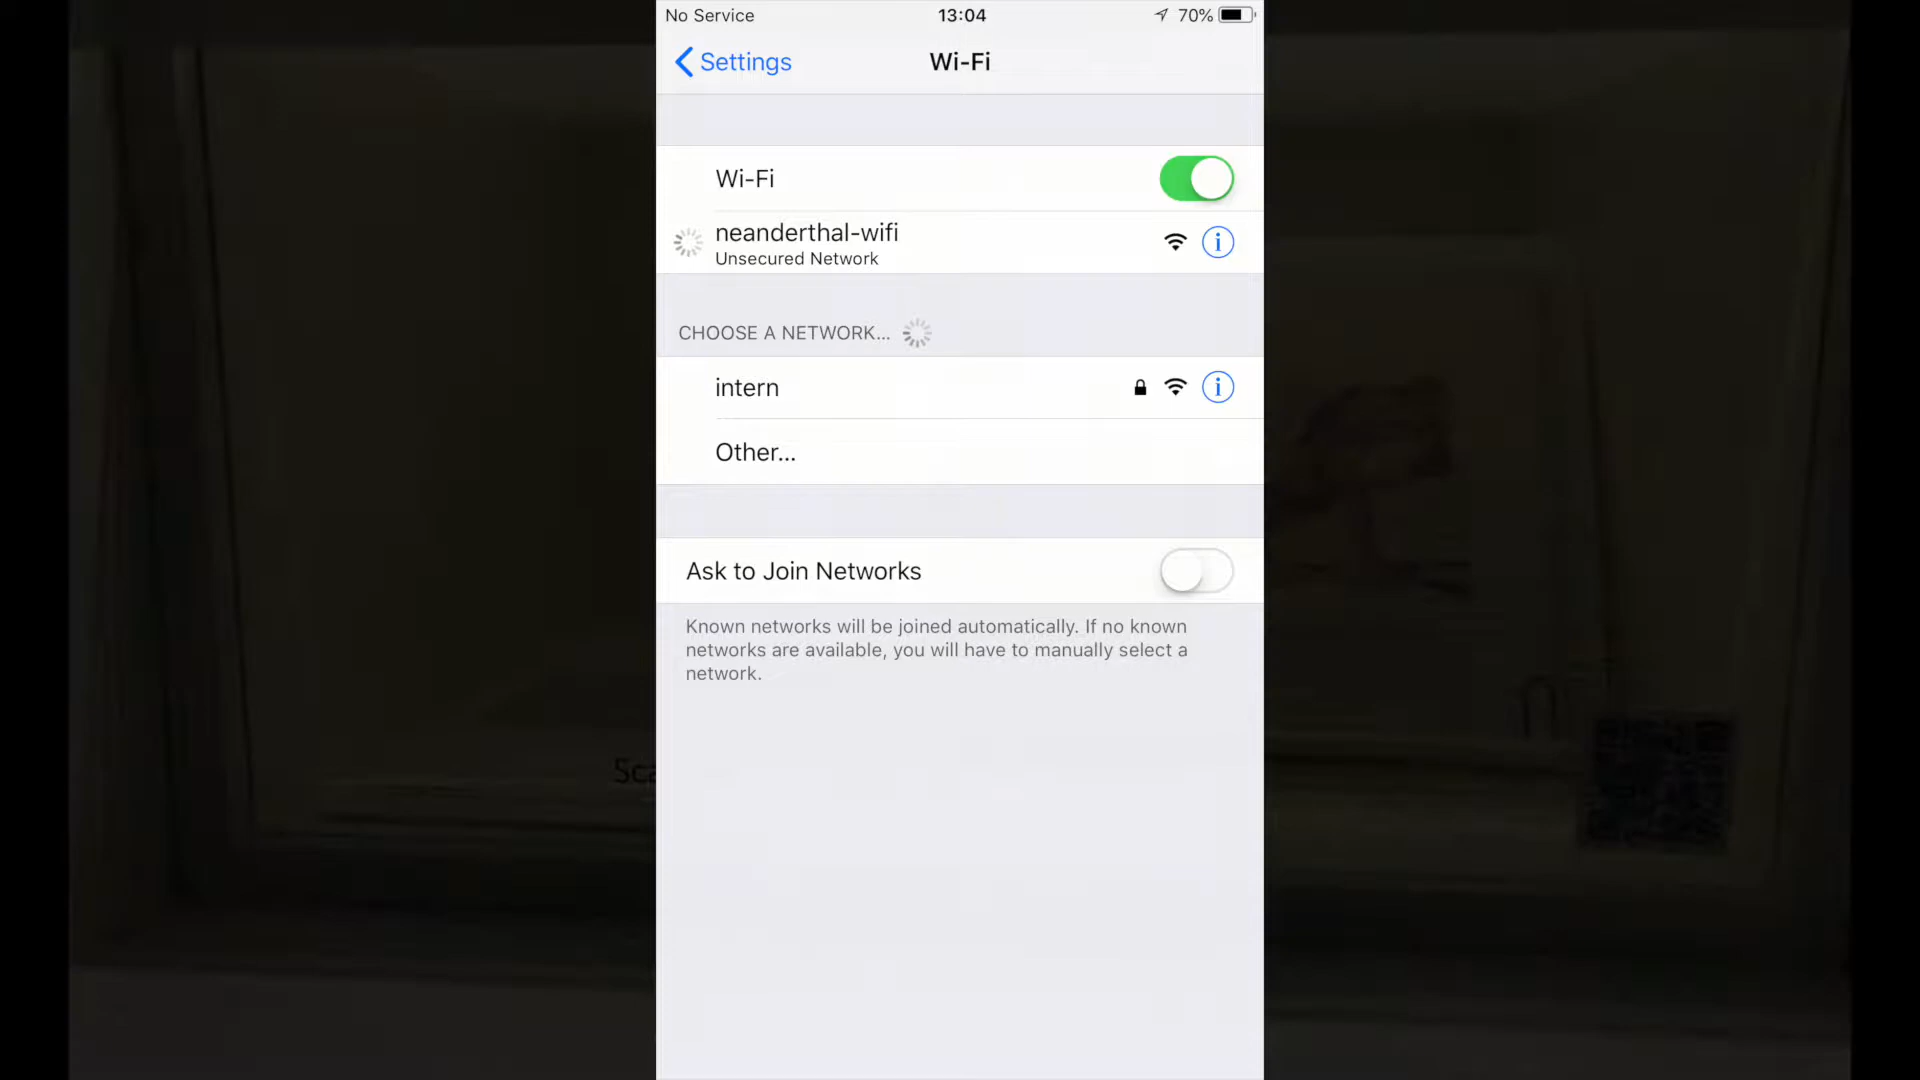 No Service
13:04
70%
Settings
Wi-Fi
Wi-Fi
neanderthal-wifi
Unsecured Network
CHOOSE A NETWORK...
intern
Other...
Ask to Join Networks
Known networks will be joined automatically. If no known
networks are available, you will have to manually select a
network.